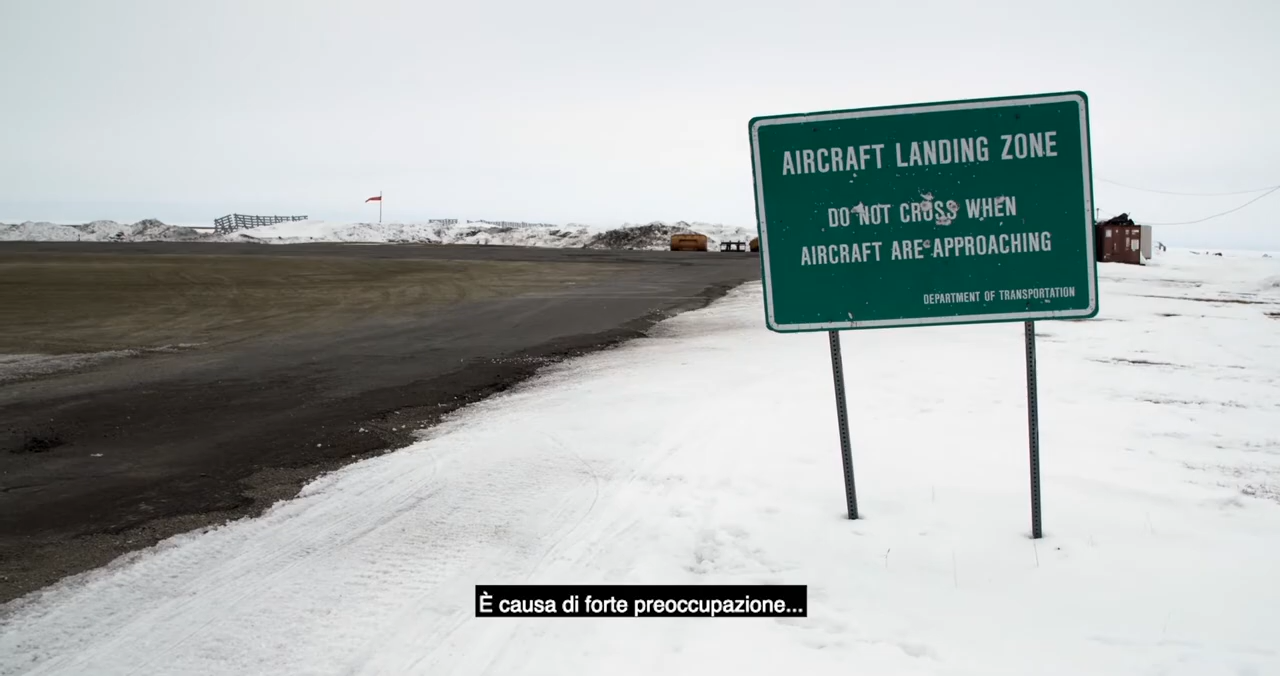 AIRCRAFT LANDING ZONE
DO NOT CROSS WHEN
AIRCRAFT ARE APPROACHING
DEPARTMENT OF TRANSPORTATION
È causa di forte preoccupazione...